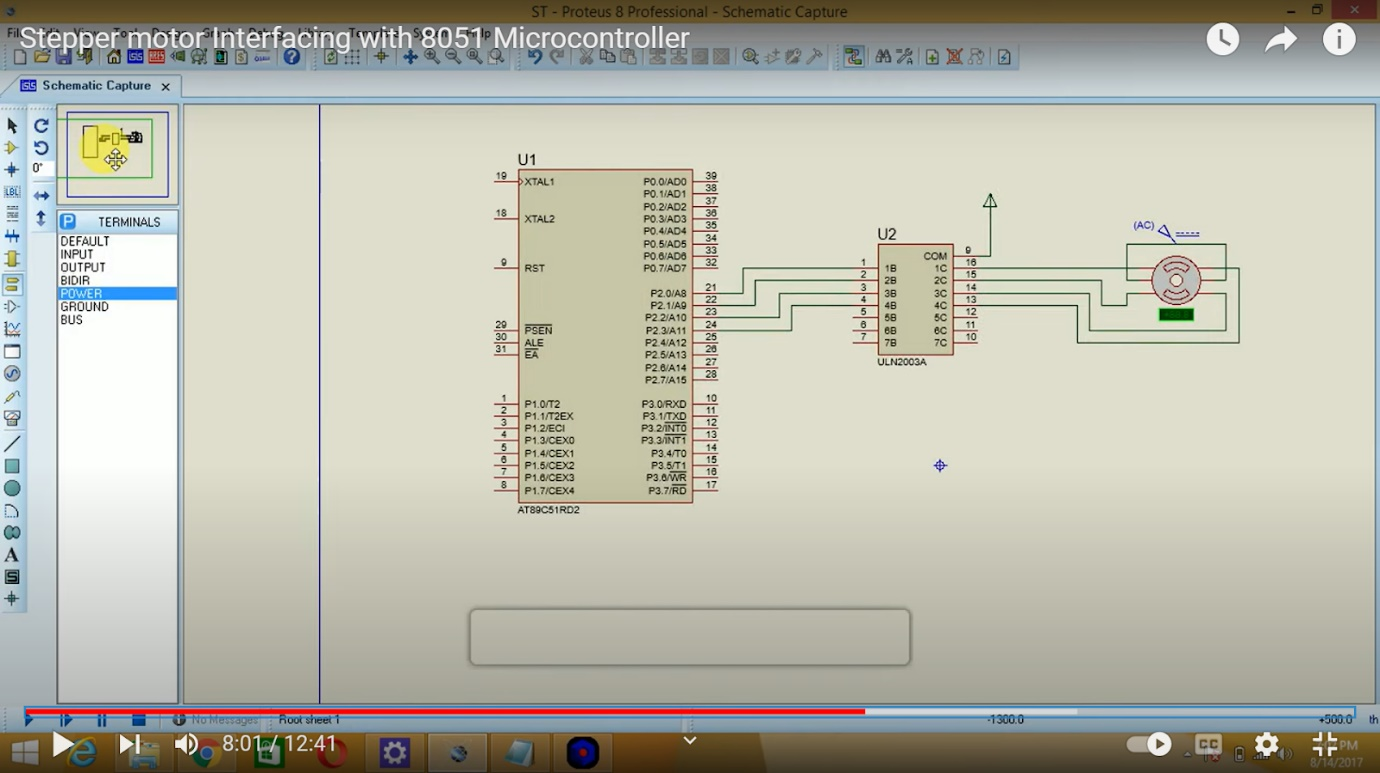 ST - Proteus 8 Professional - Schematic Capture
Stepper motor Interfacing with 8051 Microcontroller
Schematic Capture
0°
LBL
TERMINALS
DEFAULT
INPUT
OUTPUT
BIDIR
POWER
GROUND
BUS
U1
19 XTAL1
18 XTAL2
9 RST
29 PSEN
30 ALE
31 EA
1 P1.0/T2
2 P1.1/T2EX
3 P1.2/ECI
4 P1.3/CEX0
5 P1.4/CEX1
6 P1.5/CEX2
7 P1.6/CEX3
8 P1.7/CEX4
P0.0/AD0 39
P0.1/AD1 38
P0.2/AD2 37
P0.3/AD3 36
P0.4/AD4 35
P0.5/AD5 34
P0.6/AD6 33
P0.7/AD7 32
P2.0/A8 21
P2.1/A9 22
P2.2/A10 23
P2.3/A11 24
P2.4/A12 25
P2.5/A13 26
P2.6/A14 27
P2.7/A15 28
P3.0/RXD 10
P3.1/TXD 11
P3.2/INT0 12
P3.3/INT1 13
P3.4/T0 14
P3.5/T1 15
P3.6/WR 16
P3.7/RD 17
AT89C51RD2
U2
COM 9
1 1B 1C 16
2 2B 2C 15
3 3B 3C 14
4 4B 4C 13
5 5B 5C 12
6 6B 6C 11
7 7B 7C 10
ULN2003A
(AC)
No Messages
Root sheet 1
-1300.0
+500.0
th
8:01 / 12:41
CC
PM
8/14/2017